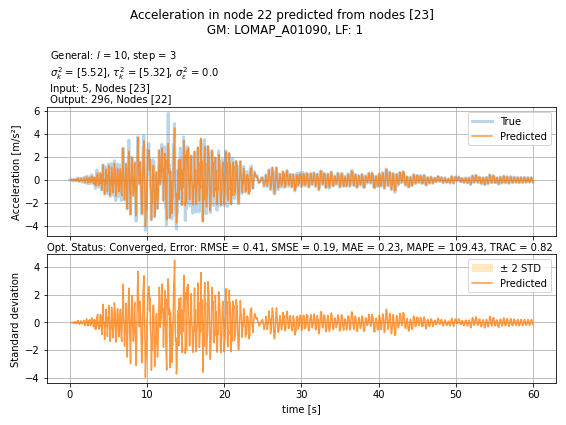 Acceleration in node 22 predicted from nodes [23]
GM: LOMAP_A01090, LF: 1
General: l = 10, step = 3
σ²ₖ = [5.52], τ²ₖ = [5.32], σ²ε = 0.0
Input: 5, Nodes [23]
Output: 296, Nodes [22]
6
4
2
0
−2
−4
Acceleration [m/s²]
True
Predicted
Opt. Status: Converged, Error: RMSE = 0.41, SMSE = 0.19, MAE = 0.23, MAPE = 109.43, TRAC = 0.82
4
2
0
−2
−4
Standard deviation
± 2 STD
Predicted
0 10 20 30 40 50 60
time [s]